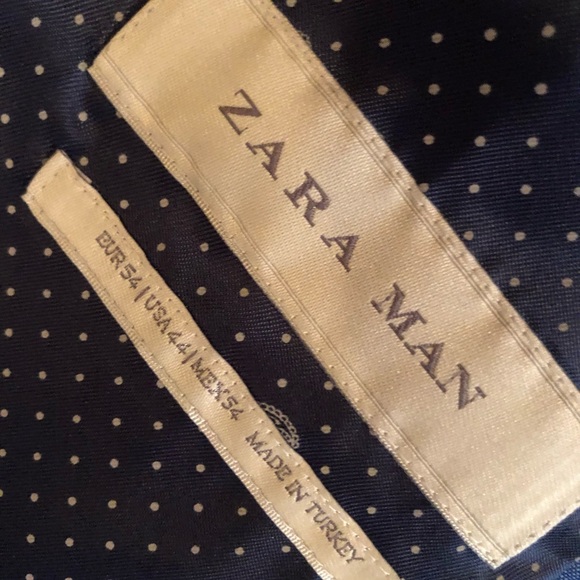 ZARA MAN
EUR 54 | USA 44 | MEX 54 MADE IN TURKEY